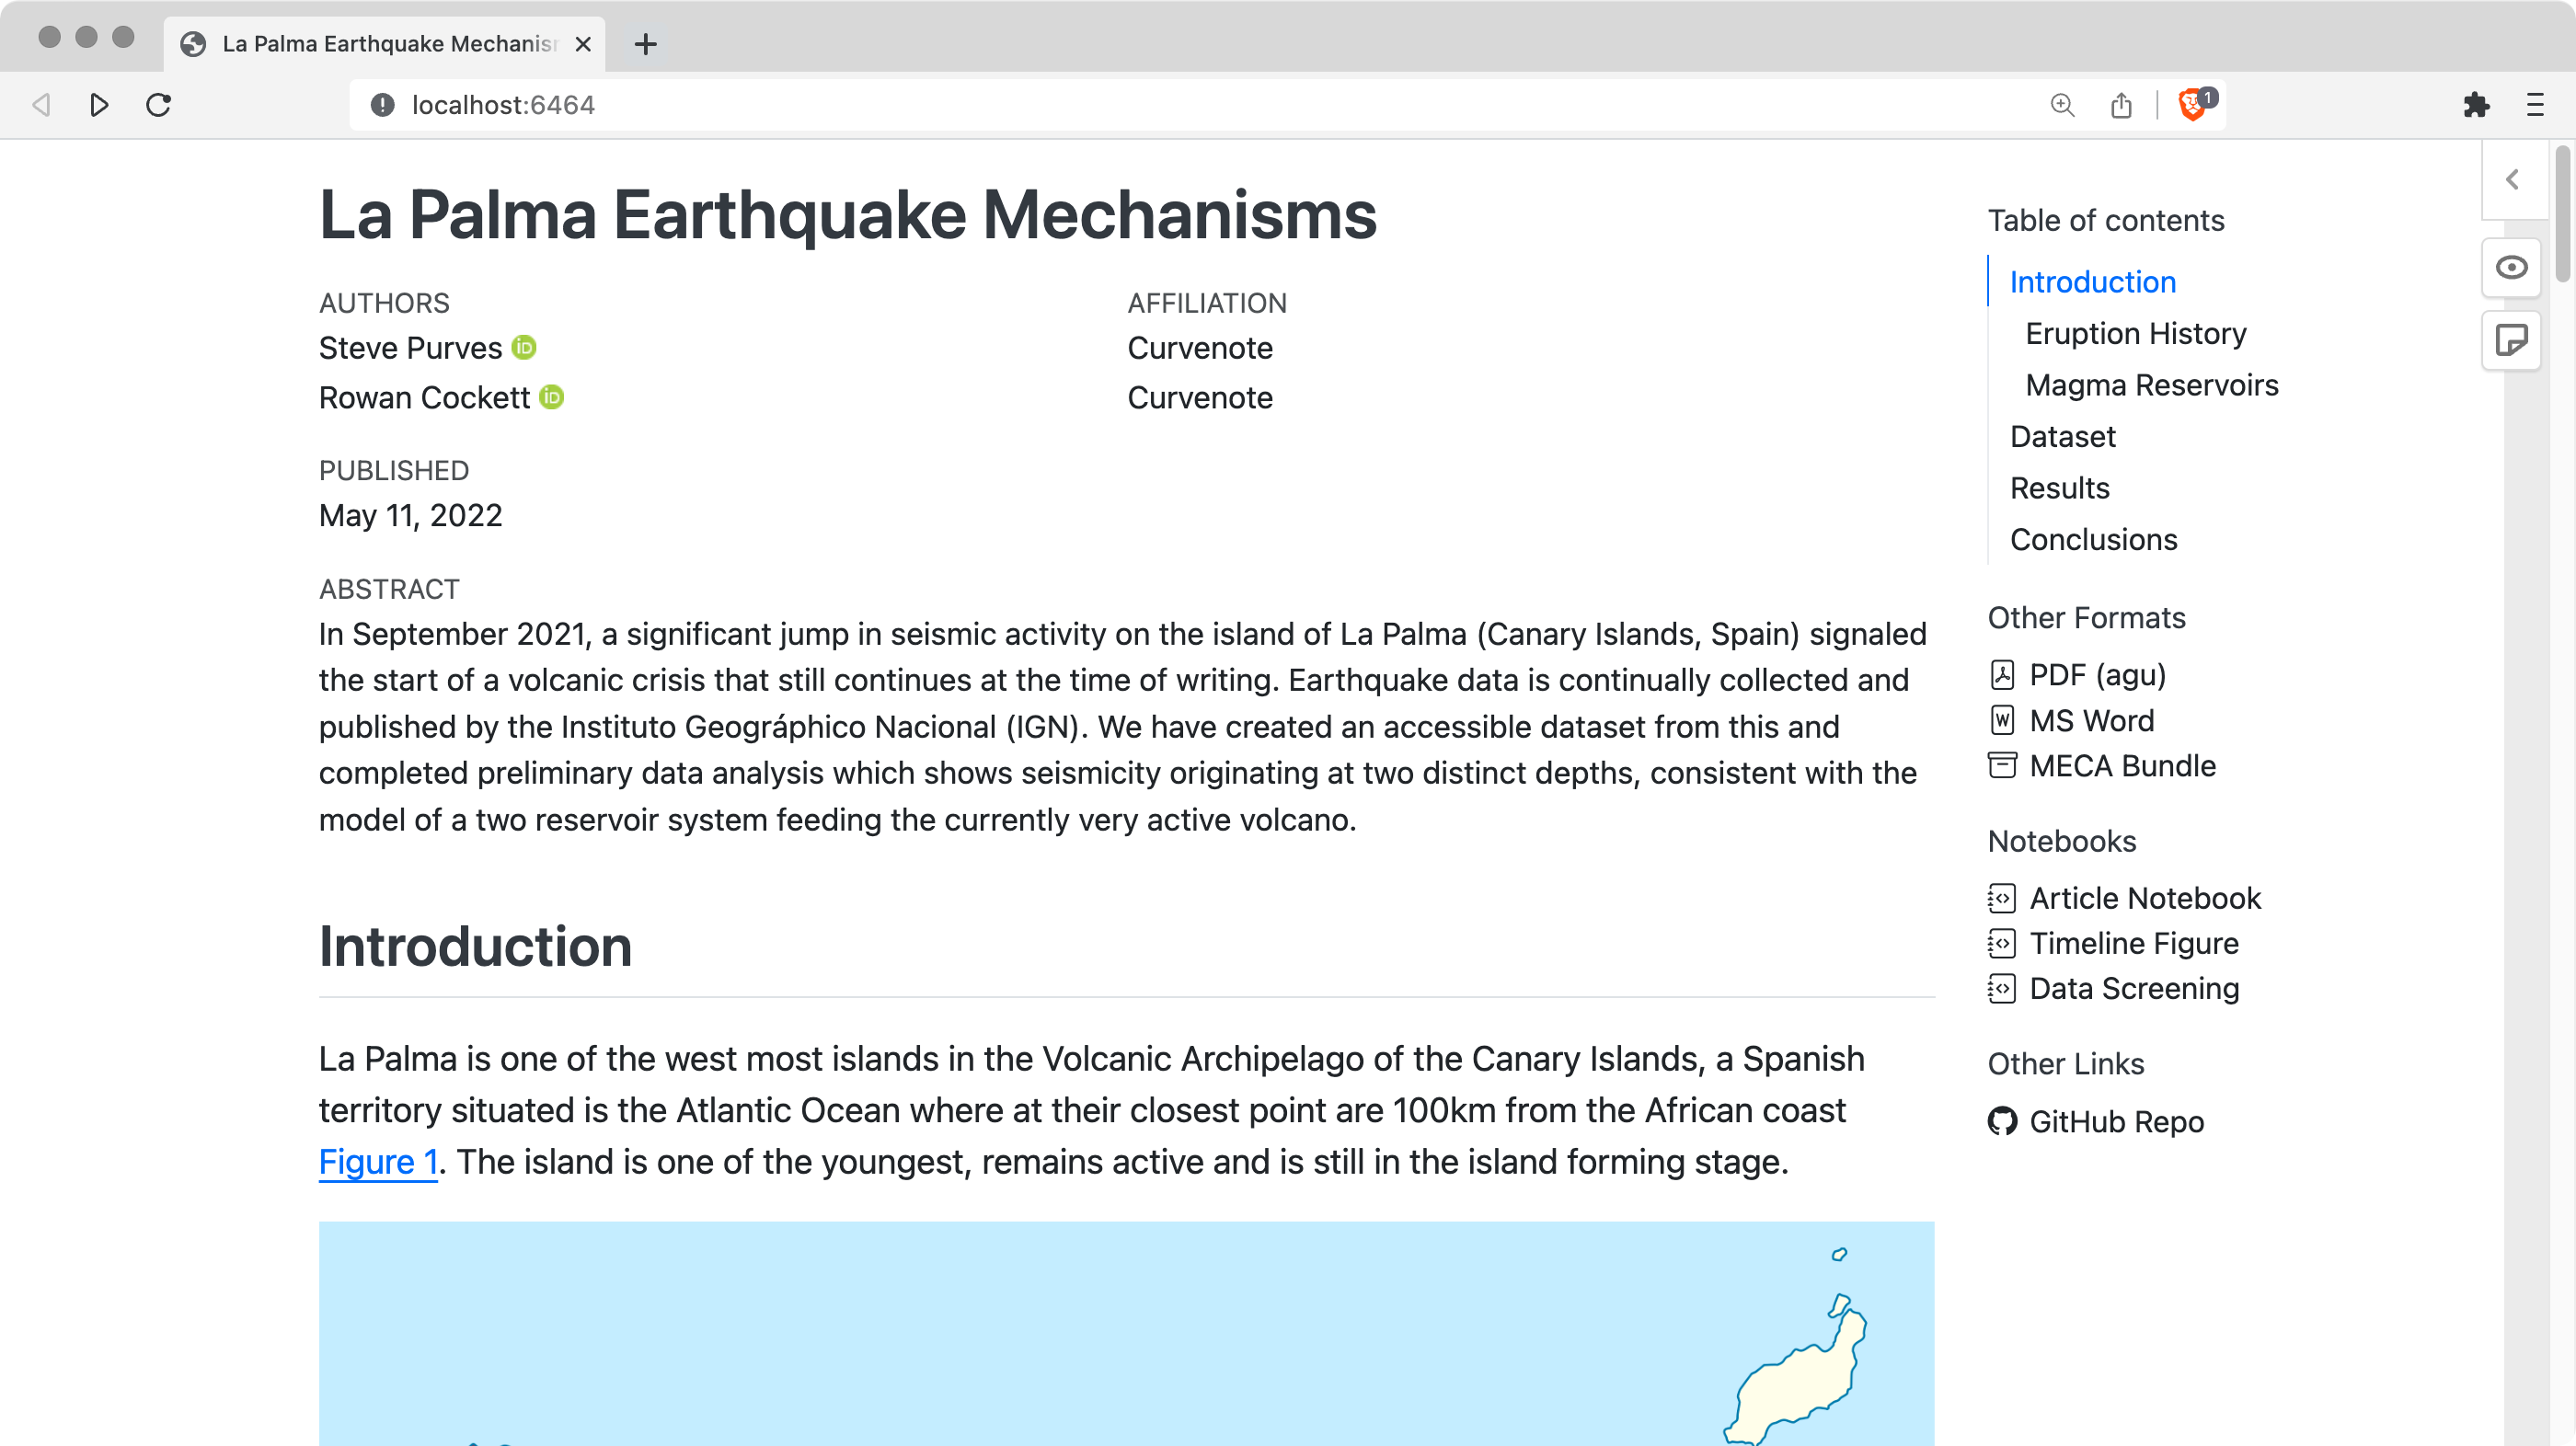 La Palma Earthquake Mechanis
localhost:6464
1
La Palma Earthquake Mechanisms
AUTHORS
AFFILIATION
Steve Purves iD
Curvenote
Rowan Cockett iD
Curvenote
PUBLISHED
May 11, 2022
ABSTRACT
In September 2021, a significant jump in seismic activity on the island of La Palma (Canary Islands, Spain) signaled
the start of a volcanic crisis that still continues at the time of writing. Earthquake data is continually collected and
published by the Instituto Geográphico Nacional (IGN). We have created an accessible dataset from this and
completed preliminary data analysis which shows seismicity originating at two distinct depths, consistent with the
model of a two reservoir system feeding the currently very active volcano.
Introduction
La Palma is one of the west most islands in the Volcanic Archipelago of the Canary Islands, a Spanish
territory situated is the Atlantic Ocean where at their closest point are 100km from the African coast
Figure 1. The island is one of the youngest, remains active and is still in the island forming stage.
Table of contents
Introduction
Eruption History
Magma Reservoirs
Dataset
Results
Conclusions
Other Formats
PDF (agu)
MS Word
MECA Bundle
Notebooks
Article Notebook
Timeline Figure
Data Screening
Other Links
GitHub Repo